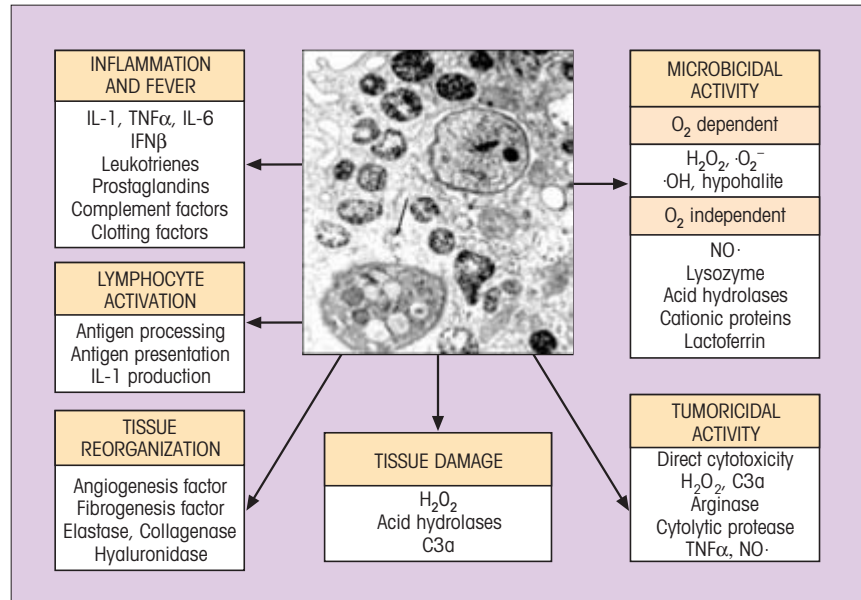 INFLAMMATION
AND FEVER
IL-1, TNFα, IL-6
IFNβ
Leukotrienes
Prostaglandins
Complement factors
Clotting factors
LYMPHOCYTE
ACTIVATION
Antigen processing
Antigen presentation
IL-1 production
TISSUE
REORGANIZATION
Angiogenesis factor
Fibrogenesis factor
Elastase, Collagenase
Hyaluronidase
TISSUE DAMAGE
H₂O₂
Acid hydrolases
C3a
MICROBICIDAL
ACTIVITY
O₂ dependent
H₂O₂, ·O₂⁻
·OH, hypohalite
O₂ independent
NO·
Lysozyme
Acid hydrolases
Cationic proteins
Lactoferrin
TUMORICIDAL
ACTIVITY
Direct cytotoxicity
H₂O₂, C3a
Arginase
Cytolytic protease
TNFα, NO·